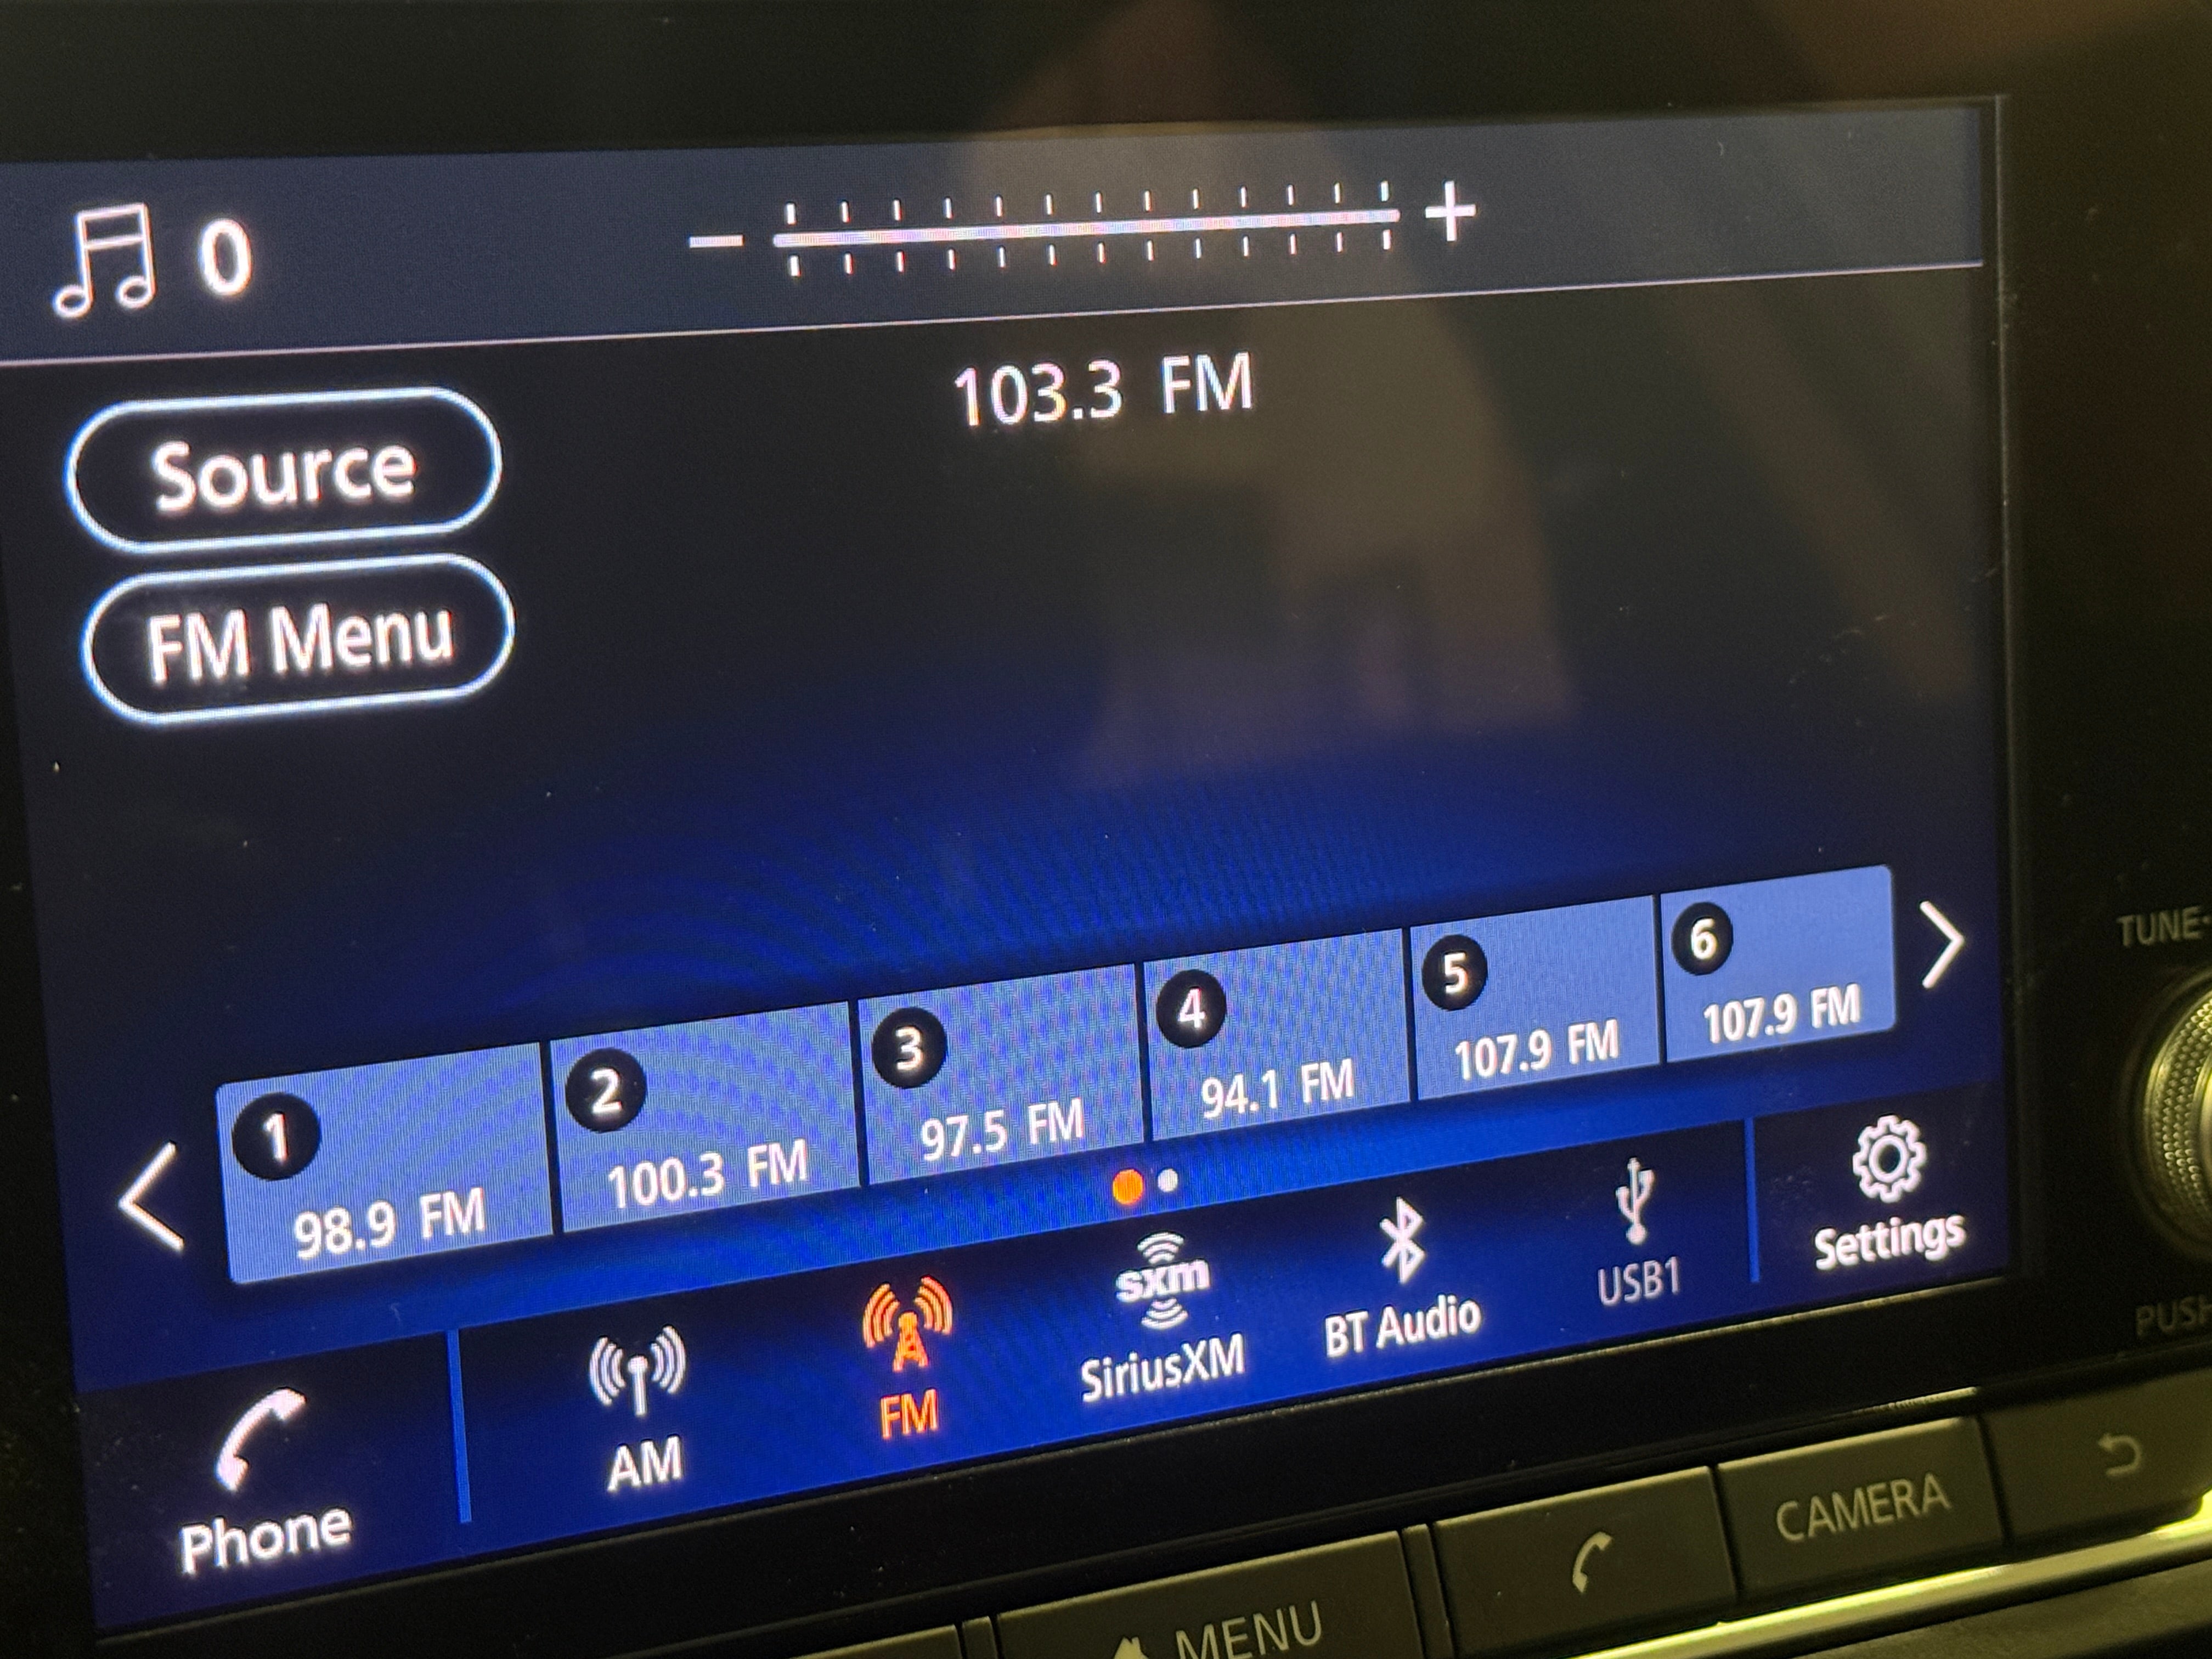 0
− +
103.3 FM
Source
FM Menu
1 2 3 4 5 6
98.9 FM 100.3 FM 97.5 FM 94.1 FM 107.9 FM 107.9 FM
Phone AM FM sxm SiriusXM BT Audio USB1 Settings
TUNE
PUSH
MENU CAMERA